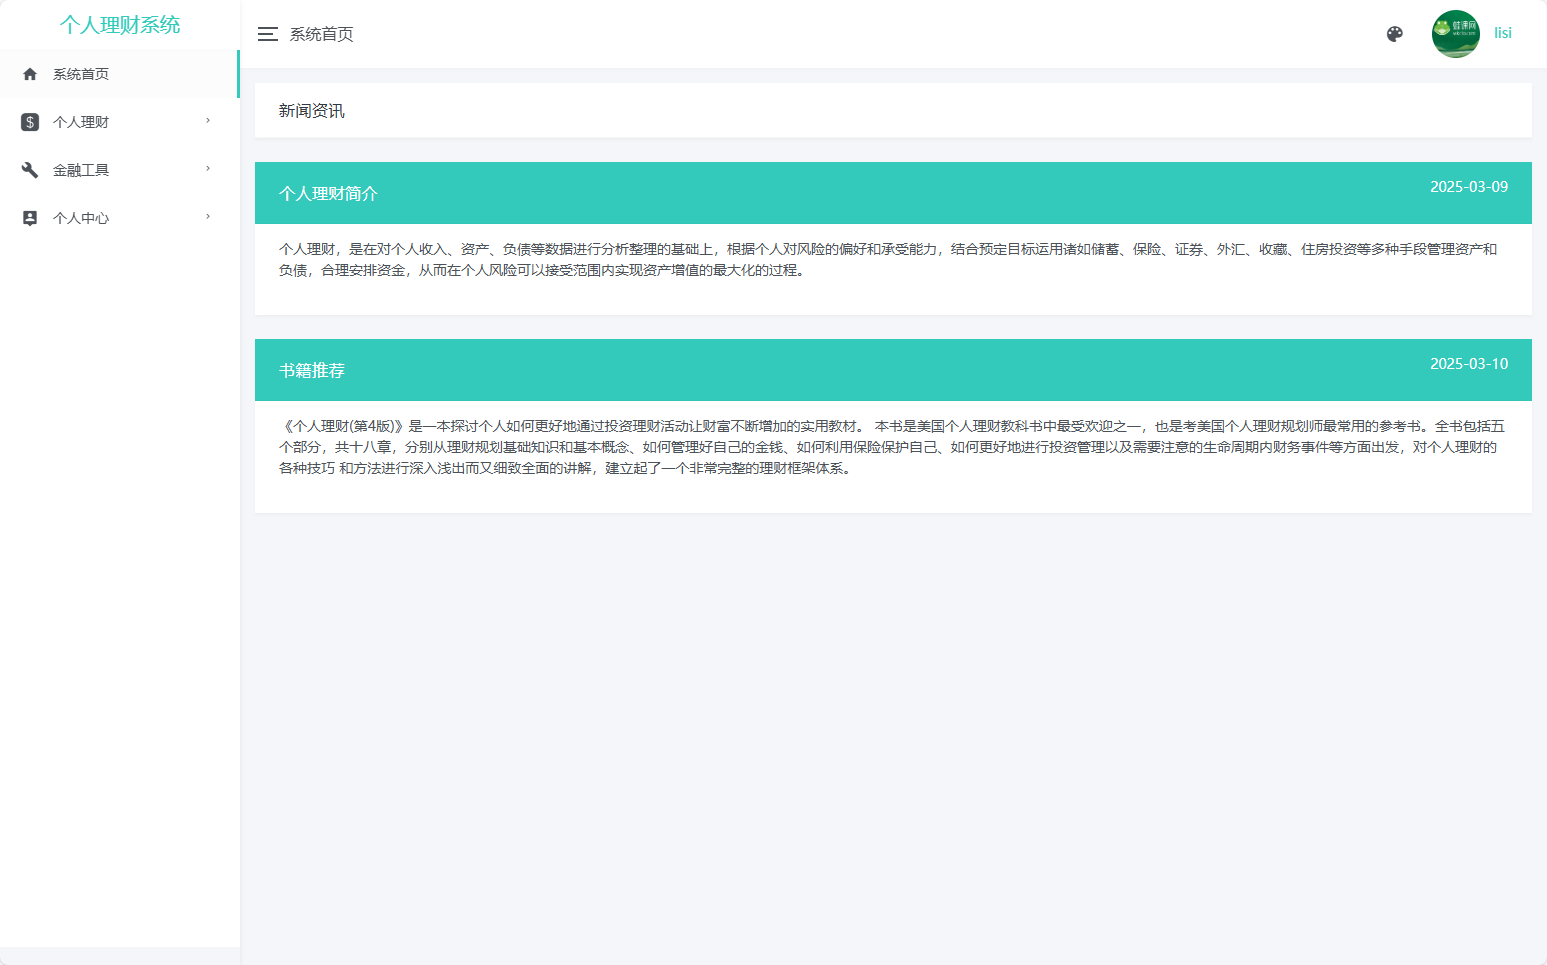 个人理财系统
系统首页
lisi
系统首页
个人理财
金融工具
个人中心
新闻资讯
个人理财简介
2025-03-09
个人理财，是在对个人收入、资产、负债等数据进行分析整理的基础上，根据个人对风险的偏好和承受能力，结合预定目标运用诸如储蓄、保险、证券、外汇、收藏、住房投资等多种手段管理资产和
负债，合理安排资金，从而在个人风险可以接受范围内实现资产增值的最大化的过程。
书籍推荐
2025-03-10
《个人理财(第4版)》是一本探讨个人如何更好地通过投资理财活动让财富不断增加的实用教材。 本书是美国个人理财教科书中最受欢迎之一，也是考美国个人理财规划师最常用的参考书。全书包括五
个部分，共十八章，分别从理财规划基础知识和基本概念、如何管理好自己的金钱、如何利用保险保护自己、如何更好地进行投资管理以及需要注意的生命周期内财务事件等方面出发，对个人理财的
各种技巧 和方法进行深入浅出而又细致全面的讲解，建立起了一个非常完整的理财框架体系。